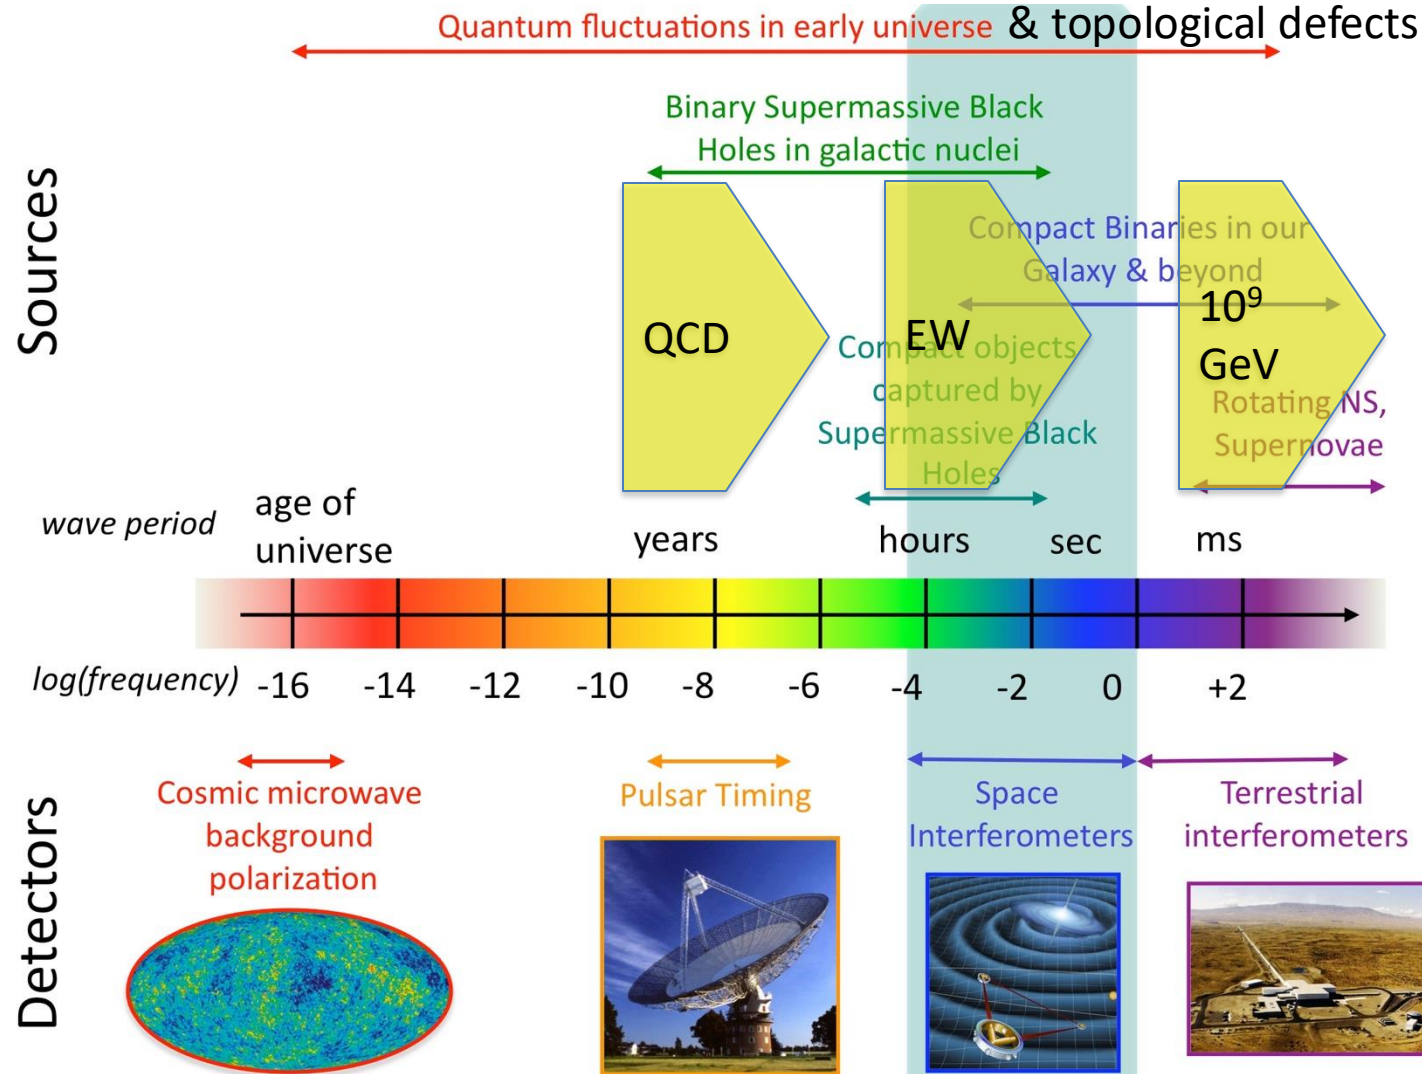 Quantum fluctuations in early universe & topological defects
Sources
Binary Supermassive Black
Holes in galactic nuclei
Compact Binaries in our
Galaxy & beyond
QCD
EW
10⁹
GeV
Compact objects
captured by
Supermassive Black
Holes
Rotating NS,
Supernovae
wave period
age of
universe
years
hours
sec
ms
log(frequency)
-16
-14
-12
-10
-8
-6
-4
-2
0
+2
Detectors
Cosmic microwave
background
polarization
Pulsar Timing
Space
Interferometers
Terrestrial
interferometers